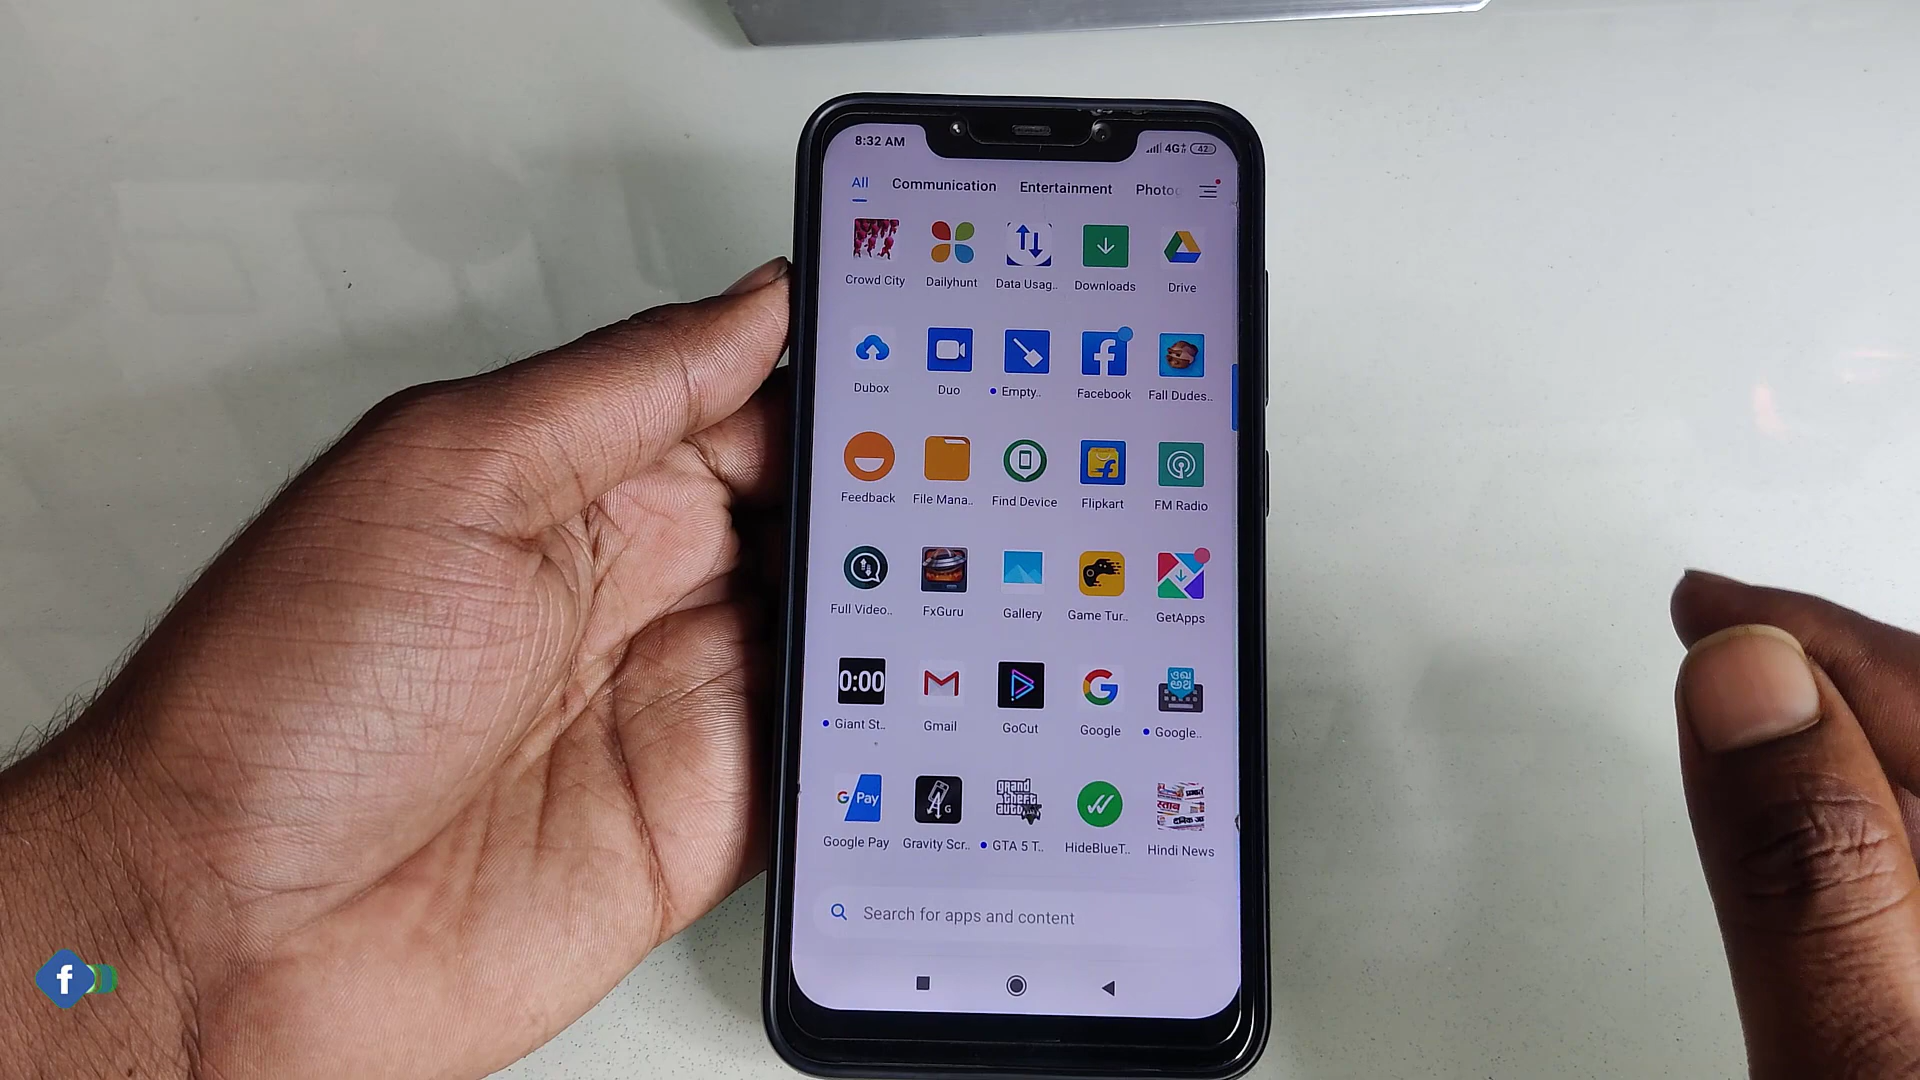 8:32 AM
4G+ 42
All Communication Entertainment Photo
Crowd City Dailyhunt Data Usag.. Downloads Drive
Dubox Duo Empty.. Facebook Fall Dudes..
Feedback File Mana.. Find Device Flipkart FM Radio
Full Video.. FxGuru Gallery Game Tur.. GetApps
0:00
Giant St.. Gmail GoCut Google Google..
G Pay
G
grand
theft
auto
Google Pay Gravity Scr.. GTA 5 T.. HideBlueT.. Hindi News
Search for apps and content
f